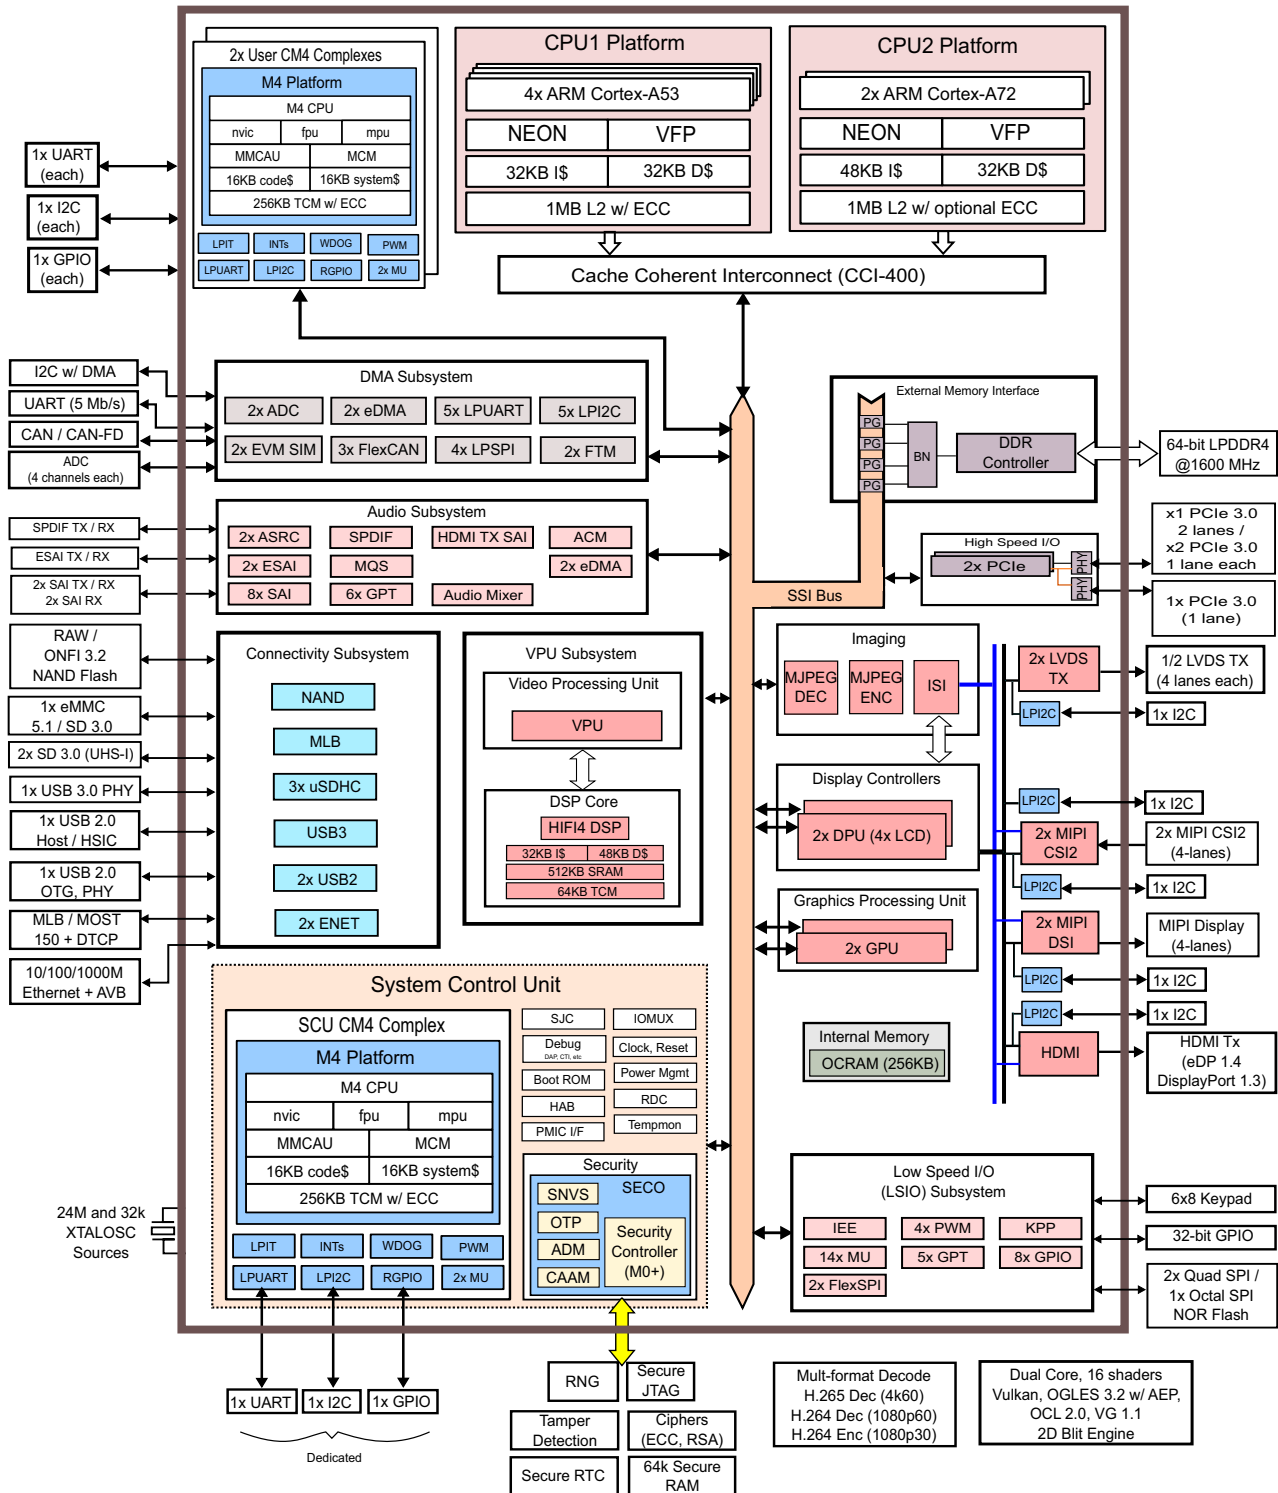 2x User CM4 Complexes
M4 Platform
M4 CPU
nvic
fpu
mpu
MMCAU
MCM
16KB code$
16KB system$
256KB TCM w/ ECC
LPIT
INTs
WDOG
PWM
LPUART
LPI2C
RGPIO
2x MU
CPU1 Platform
4x ARM Cortex-A53
NEON
VFP
32KB I$
32KB D$
1MB L2 w/ ECC
CPU2 Platform
2x ARM Cortex-A72
NEON
VFP
48KB I$
32KB D$
1MB L2 w/ optional ECC
Cache Coherent Interconnect (CCI-400)
1x UART
(each)
1x I2C
(each)
1x GPIO
(each)
I2C w/ DMA
UART (5 Mb/s)
CAN / CAN-FD
ADC
(4 channels each)
DMA Subsystem
2x ADC
2x eDMA
5x LPUART
5x LPI2C
2x EVM SIM
3x FlexCAN
4x LPSPI
2x FTM
External Memory Interface
PG
PG
PG
PG
BN
DDR
Controller
64-bit LPDDR4
@1600 MHz
SPDIF TX / RX
ESAI TX / RX
2x SAI TX / RX
2x SAI RX
Audio Subsystem
2x ASRC
SPDIF
HDMI TX SAI
ACM
2x ESAI
MQS
2x eDMA
8x SAI
6x GPT
Audio Mixer
SSI Bus
High Speed I/O
2x PCIe
PHY
PHY
x1 PCIe 3.0
2 lanes /
x2 PCIe 3.0
1 lane each
1x PCIe 3.0
(1 lane)
RAW /
ONFI 3.2
NAND Flash
1x eMMC
5.1 / SD 3.0
2x SD 3.0 (UHS-I)
1x USB 3.0 PHY
1x USB 2.0
Host / HSIC
1x USB 2.0
OTG, PHY
MLB / MOST
150 + DTCP
10/100/1000M
Ethernet + AVB
Connectivity Subsystem
NAND
MLB
3x uSDHC
USB3
2x USB2
2x ENET
VPU Subsystem
Video Processing Unit
VPU
DSP Core
HIFI4 DSP
32KB I$
48KB D$
512KB SRAM
64KB TCM
Imaging
MJPEG
DEC
MJPEG
ENC
ISI
Display Controllers
2x DPU (4x LCD)
Graphics Processing Unit
2x GPU
Internal Memory
OCRAM (256KB)
2x LVDS
TX
LPI2C
LPI2C
2x MIPI
CSI2
LPI2C
2x MIPI
DSI
LPI2C
LPI2C
HDMI
1/2 LVDS TX
(4 lanes each)
1x I2C
1x I2C
2x MIPI CSI2
(4-lanes)
1x I2C
MIPI Display
(4-lanes)
1x I2C
1x I2C
HDMI Tx
(eDP 1.4
DisplayPort 1.3)
System Control Unit
SCU CM4 Complex
M4 Platform
M4 CPU
nvic
fpu
mpu
MMCAU
MCM
16KB code$
16KB system$
256KB TCM w/ ECC
LPIT
INTs
WDOG
PWM
LPUART
LPI2C
RGPIO
2x MU
SJC
IOMUX
Debug
DAP, CTI, etc
Clock, Reset
Boot ROM
Power Mgmt
HAB
RDC
PMIC I/F
Tempmon
Security
SECO
SNVS
OTP
ADM
CAAM
Security
Controller
(M0+)
24M and 32k
XTALOSC
Sources
Low Speed I/O
(LSIO) Subsystem
IEE
4x PWM
KPP
14x MU
5x GPT
8x GPIO
2x FlexSPI
6x8 Keypad
32-bit GPIO
2x Quad SPI /
1x Octal SPI
NOR Flash
1x UART
1x I2C
1x GPIO
Dedicated
RNG
Secure
JTAG
Tamper
Detection
Ciphers
(ECC, RSA)
Secure RTC
64k Secure
RAM
Mult-format Decode
H.265 Dec (4k60)
H.264 Dec (1080p60)
H.264 Enc (1080p30)
Dual Core, 16 shaders
Vulkan, OGLES 3.2 w/ AEP,
OCL 2.0, VG 1.1
2D Blit Engine